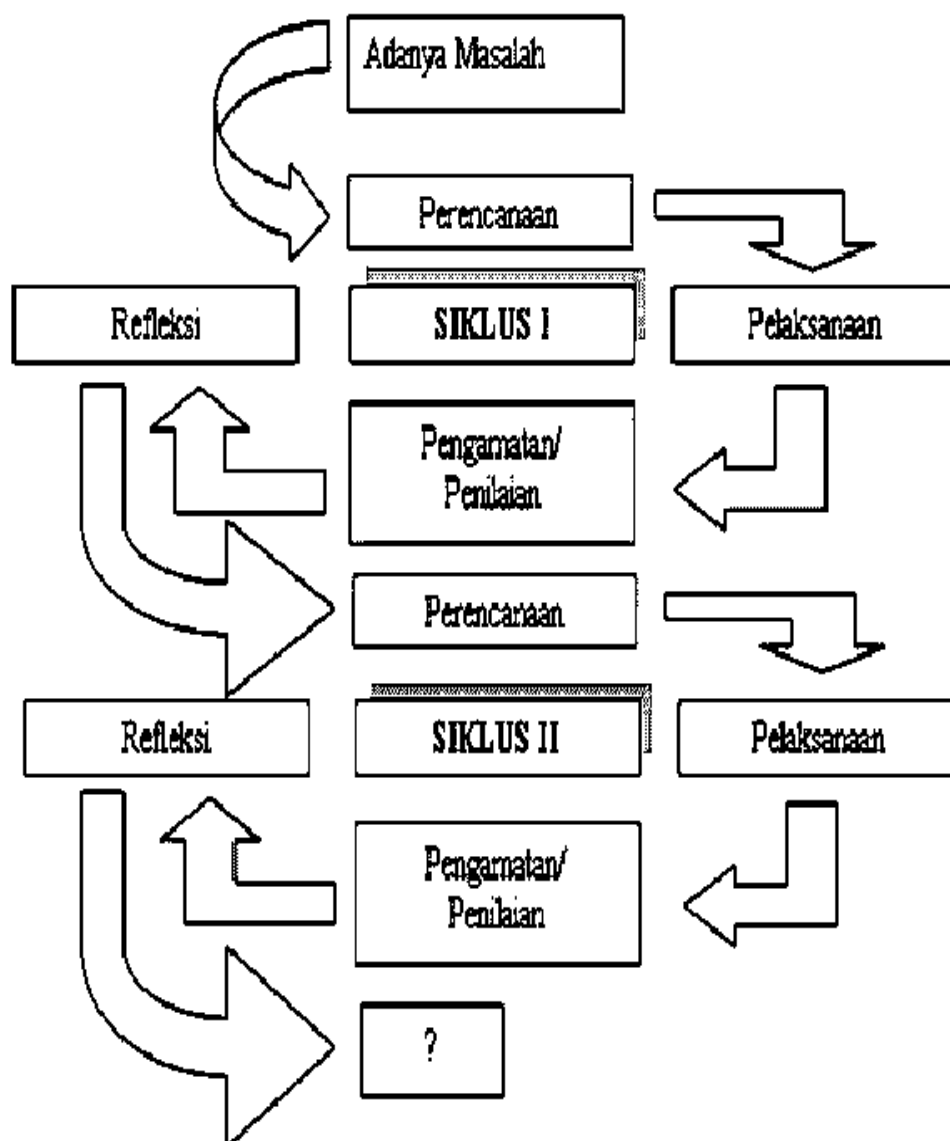 Adanya Masalah
Perencanaan
Refleksi
SIKLUS I
Pelaksanaan
Pengamatan/
Penilaian
Perencanaan
Refleksi
SIKLUS II
Pelaksanaan
Pengamatan/
Penilaian
?